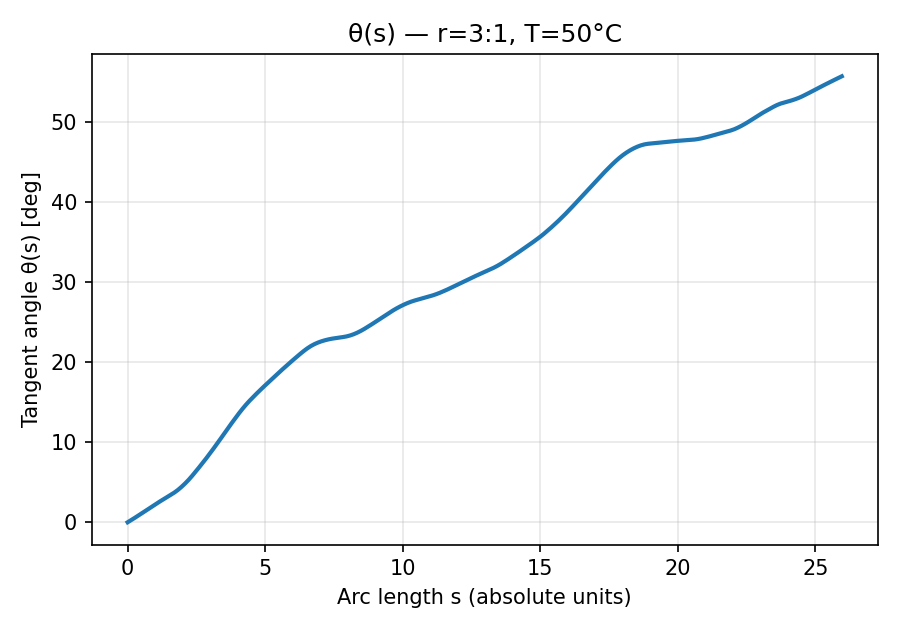 θ(s) — r=3:1, T=50°C
Tangent angle θ(s) [deg]
50
40
30
20
10
0
0 5 10 15 20 25
Arc length s (absolute units)